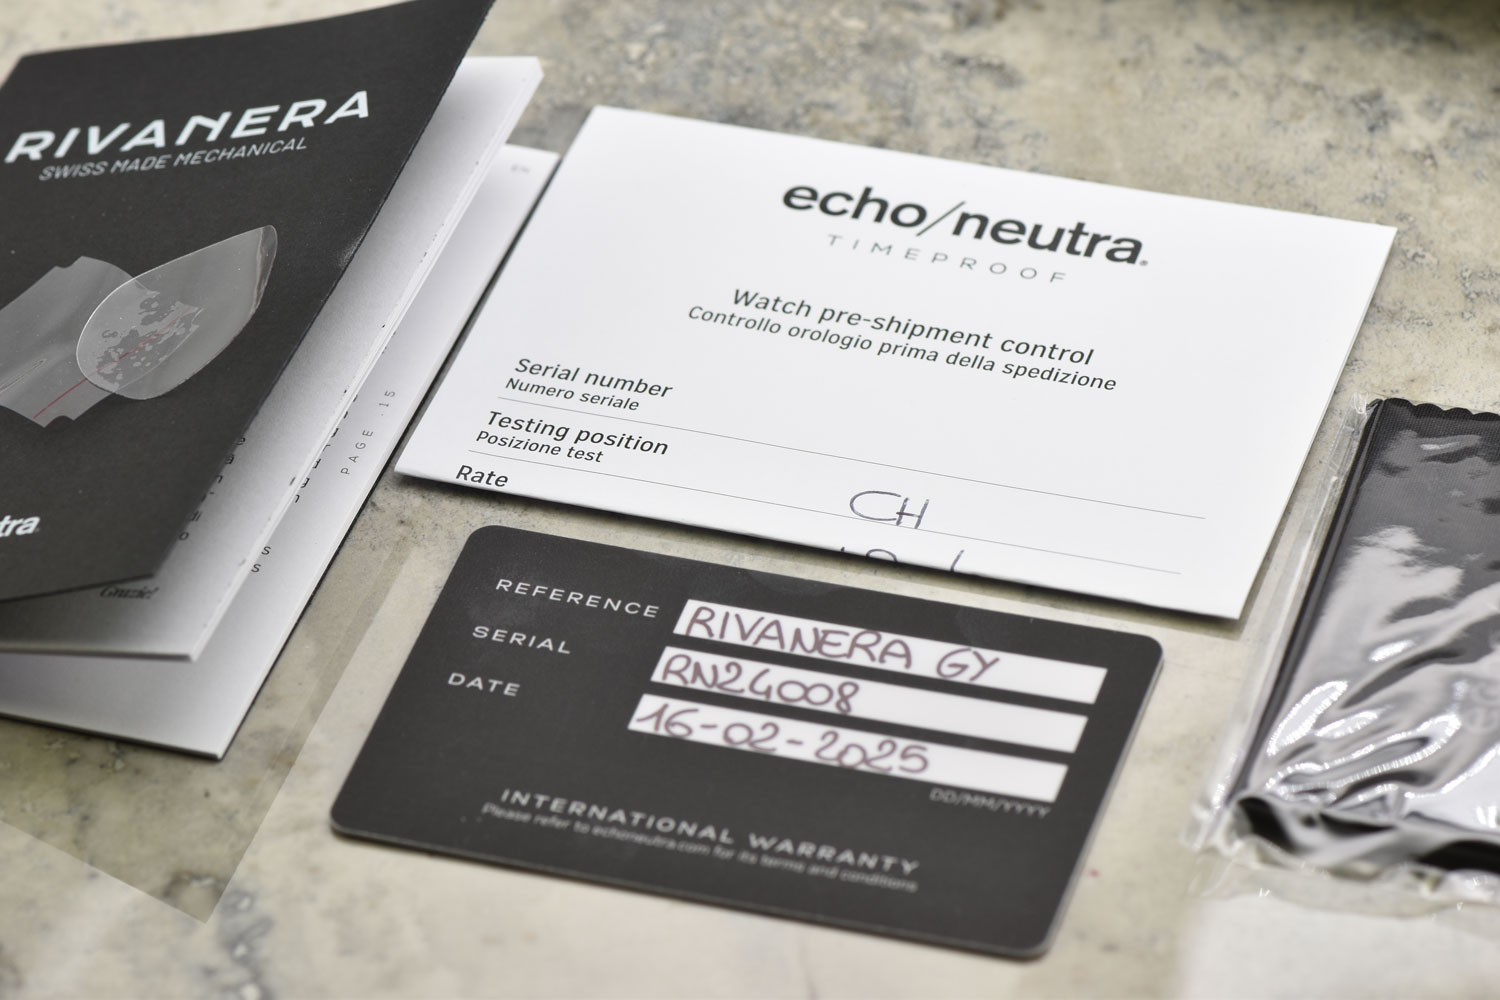 RIVANERA
SWISS MADE MECHANICAL
tra
PAGE .15
Grazie!
echo/neutra.
TIMEPROOF
Watch pre-shipment control
Controllo orologio prima della spedizione
Serial number
Numero seriale
Testing position
Posizione test
CH
Rate
REFERENCE RIVANERA GY
SERIAL RN24008
DATE 16-02-2025
DD/MM/YYYY
INTERNATIONAL WARRANTY
Please refer to echoneutra.com for its terms and conditions